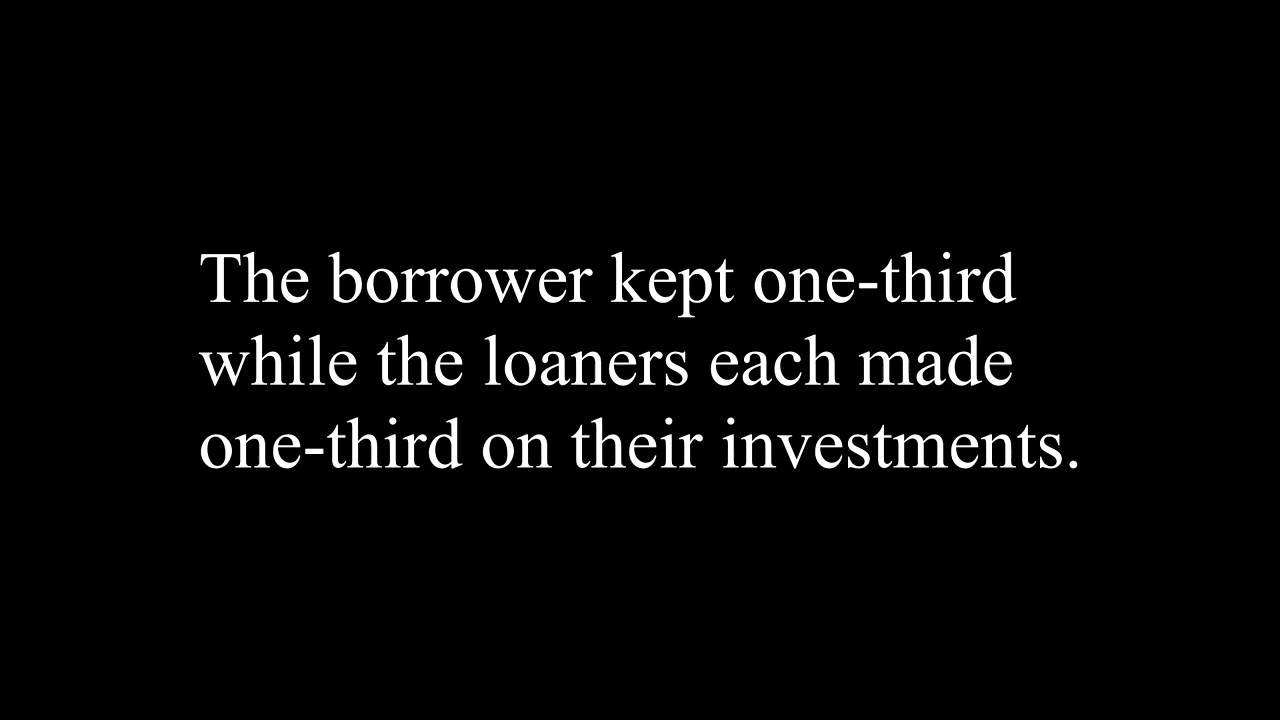 The borrower kept one-third
while the loaners each made
one-third on their investments.